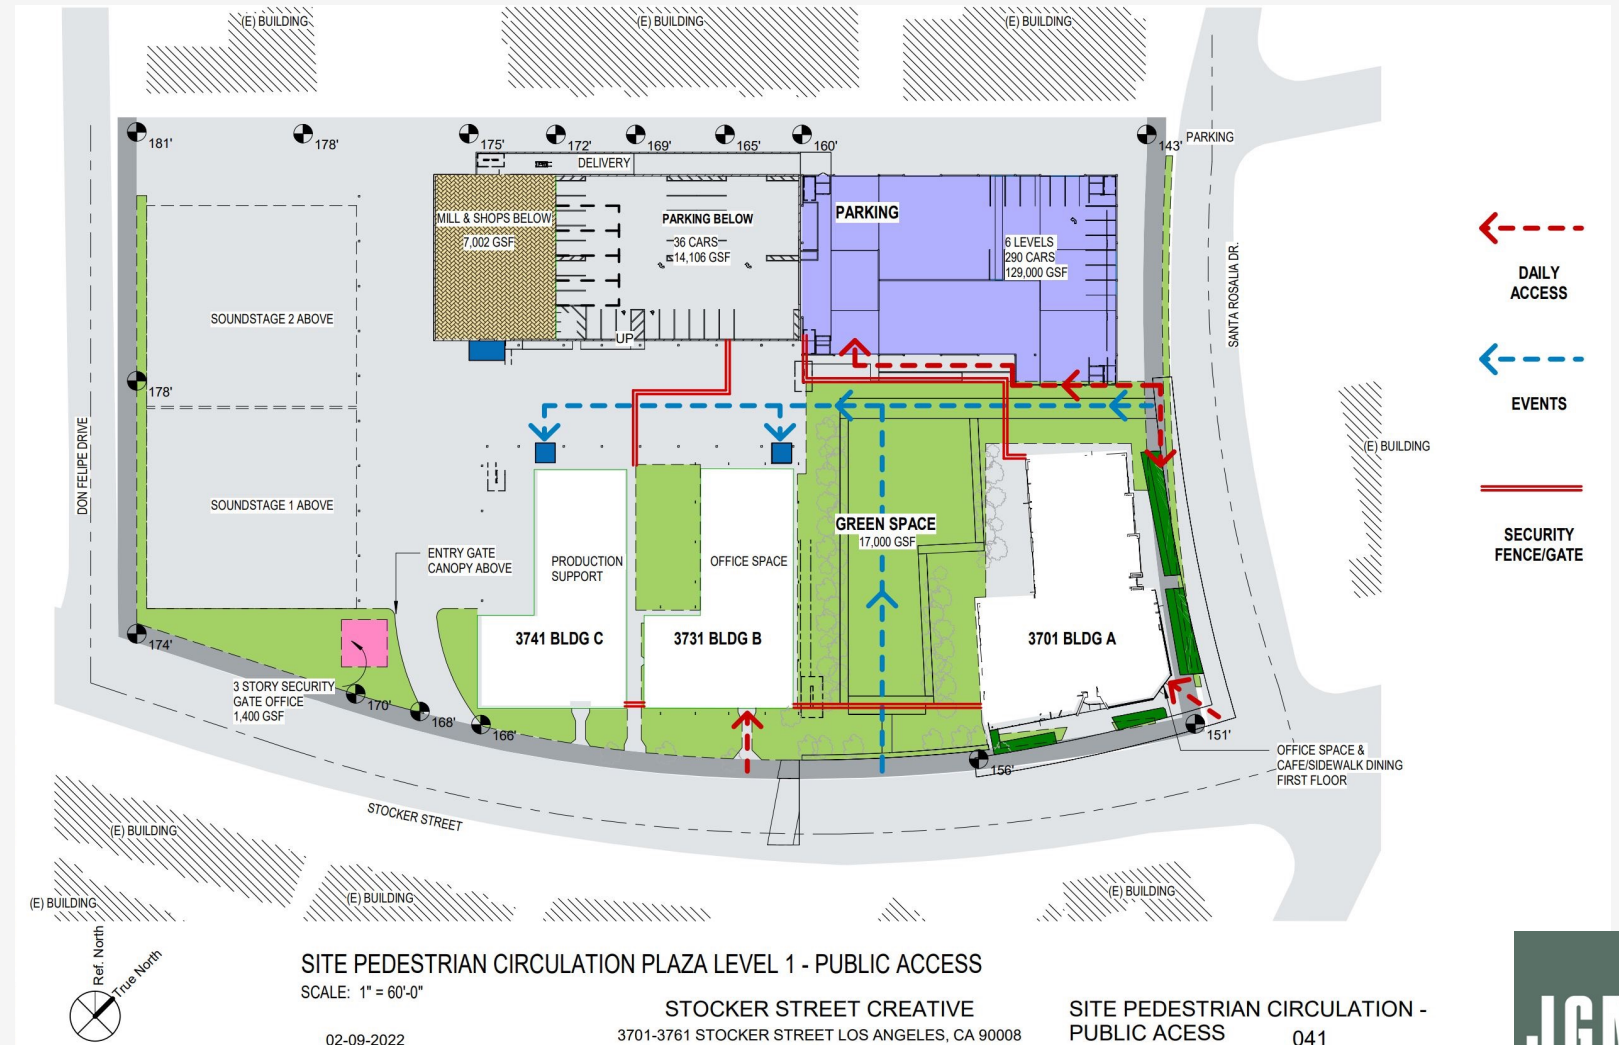 (E) BUILDING
(E) BUILDING
(E) BUILDING
181'
178'
175'
172'
169'
165'
160'
143'
PARKING
DELIVERY
MILL & SHOPS BELOW
7,002 GSF
PARKING BELOW
36 CARS
14,106 GSF
PARKING
6 LEVELS
290 CARS
129,000 GSF
SANTA ROSALIA DR.
DAILY
ACCESS
SOUNDSTAGE 2 ABOVE
UP
178'
EVENTS
(E) BUILDING
DON FELIPE DRIVE
SOUNDSTAGE 1 ABOVE
GREEN SPACE
17,000 GSF
SECURITY
FENCE/GATE
ENTRY GATE
CANOPY ABOVE
PRODUCTION
SUPPORT
OFFICE SPACE
174'
3741 BLDG C
3731 BLDG B
3701 BLDG A
3 STORY SECURITY
GATE OFFICE
1,400 GSF
170'
168'
166'
151'
156'
OFFICE SPACE &
CAFE/SIDEWALK DINING
FIRST FLOOR
STOCKER STREET
(E) BUILDING
(E) BUILDING
(E) BUILDING
(E) BUILDING
Ref. North
True North
SITE PEDESTRIAN CIRCULATION PLAZA LEVEL 1 - PUBLIC ACCESS
SCALE: 1" = 60'-0"
02-09-2022
STOCKER STREET CREATIVE
3701-3761 STOCKER STREET LOS ANGELES, CA 90008
SITE PEDESTRIAN CIRCULATION -
PUBLIC ACESS
041